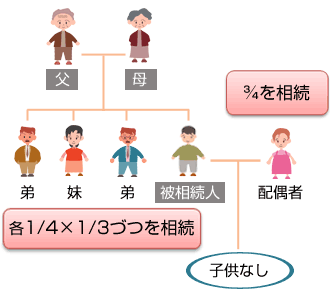 父
母
¾を相続
弟
妹
弟
被相続人
配偶者
各1/4×1/3づつを相続
子供なし